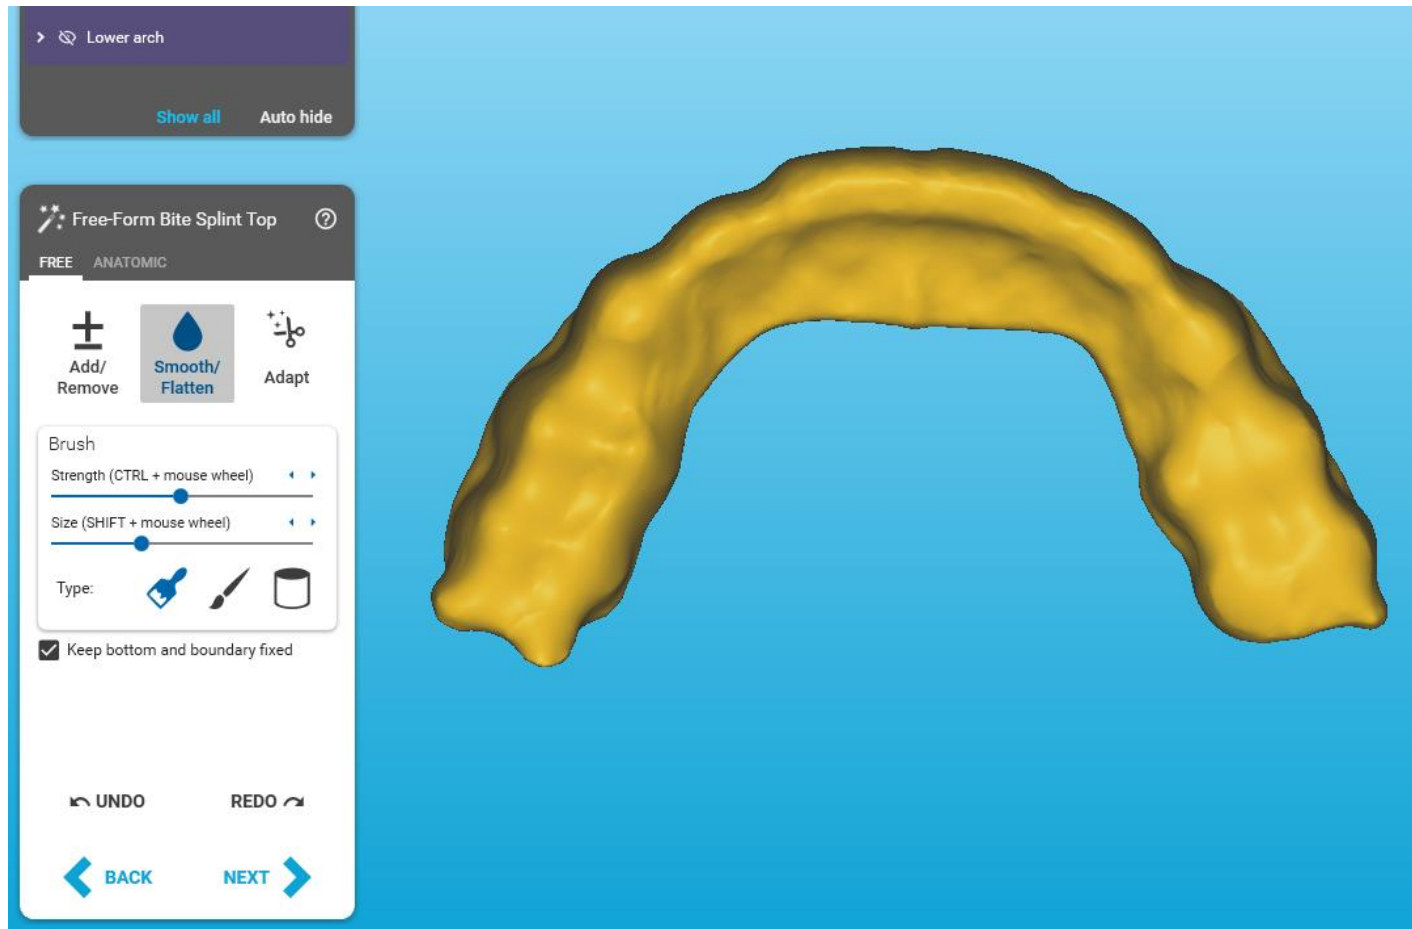 Lower arch
Show all Auto hide
Free-Form Bite Splint Top
FREE ANATOMIC
Add/
Remove
Smooth/
Flatten
Adapt
Brush
Strength (CTRL + mouse wheel)
Size (SHIFT + mouse wheel)
Type:
Keep bottom and boundary fixed
UNDO REDO
BACK NEXT